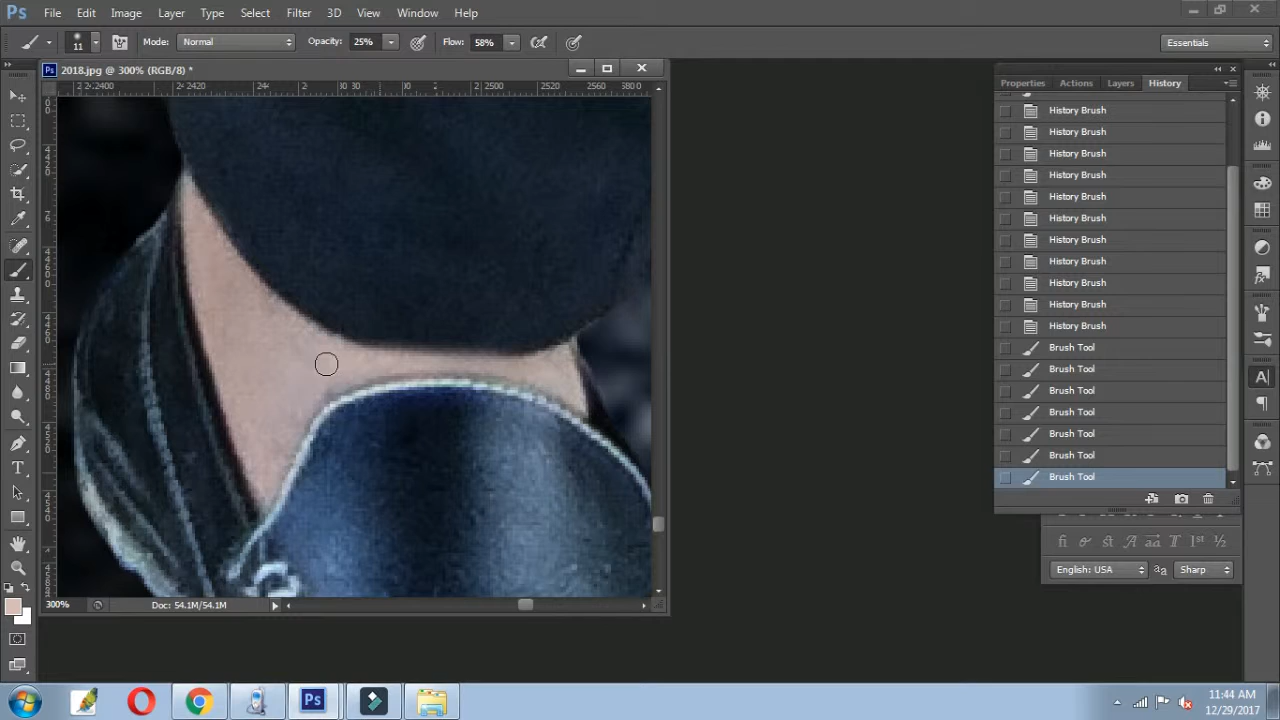 Ps File Edit Image Layer Type Select Filter 3D View Window Help
11 Mode: Normal Opacity: 25% Flow: 58% Essentials
Ps 2018.jpg @ 300% (RGB/8) *
Properties Actions Layers History
History Brush
History Brush
History Brush
History Brush
History Brush
History Brush
History Brush
History Brush
History Brush
History Brush
History Brush
Brush Tool
Brush Tool
Brush Tool
Brush Tool
Brush Tool
Brush Tool
Brush Tool
English: USA Sharp
300% Doc: 54.1M/54.1M
Ps
11:44 AM
12/29/2017